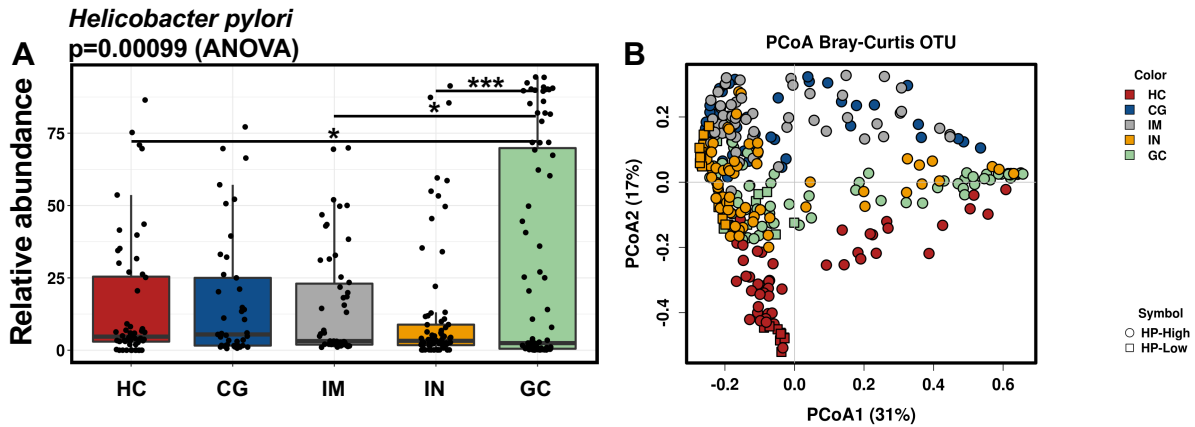 Helicobacter pylori
A p=0.00099 (ANOVA)
Relative abundance
75
50
25
0
***
*
*
HC CG IM IN GC
B
PCoA Bray-Curtis OTU
PCoA2 (17%)
0.2
0.0
-0.2
-0.4
-0.2 0.0 0.2 0.4 0.6
PCoA1 (31%)
Color
HC
CG
IM
IN
GC
Symbol
HP-High
HP-Low